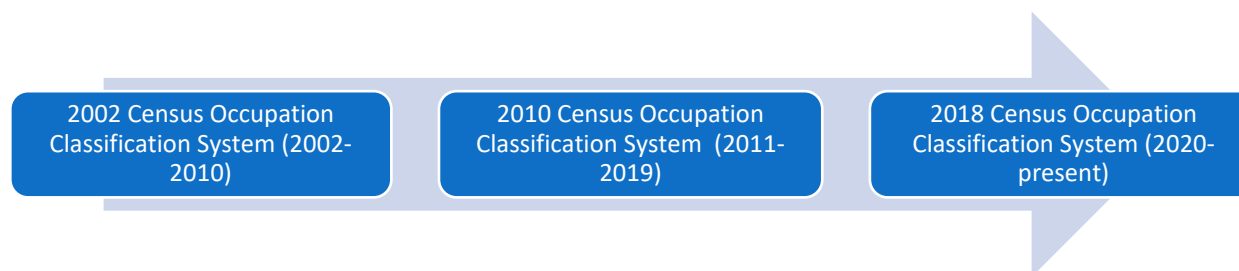 2002 Census Occupation
Classification System (2002-
2010)
2010 Census Occupation
Classification System  (2011-
2019)
2018 Census Occupation
Classification System (2020-
present)